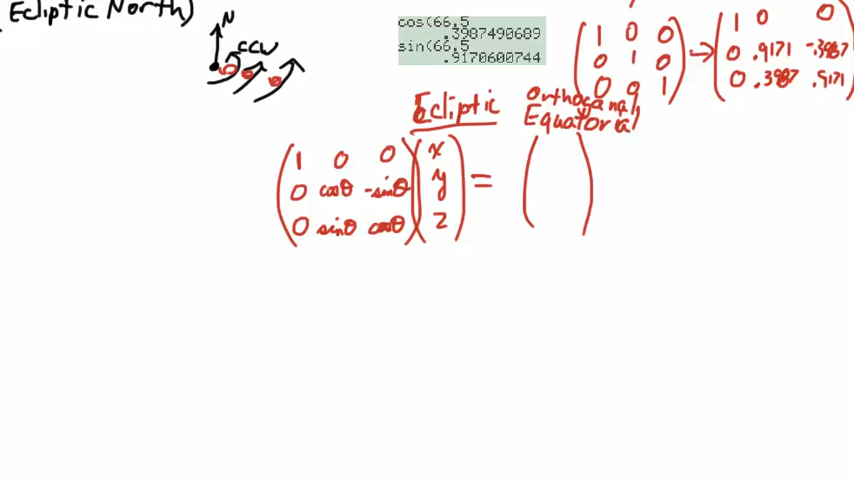 Ecliptic North)
N
CCW
cos(66.5
.3987490689
sin(66.5
.9170600744
1 0 0
0 1 0
0 0 1
→
1 0 0
0 .9171 -.3987
0 .3987 .9171
Ecliptic
Orthogonal
Equatorial
1 0 0
0 cosθ -sinθ
0 sinθ cosθ
x
y
z
=